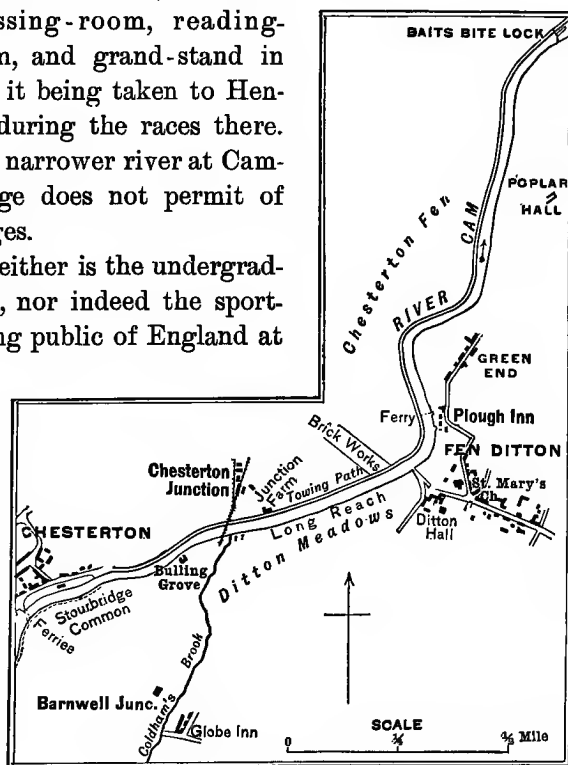 ssing-room, reading-
n, and grand-stand in
it being taken to Hen-
during the races there.
narrower river at Cam-
ge does not permit of
ges.
either is the undergrad-
, nor indeed the sport-
ng public of England at
BAITS BITE LOCK
POPLAR
HALL
Chesterton Fen
RIVER CAM
GREEN
END
Ferry
Plough Inn
Brick Works
FEN DITTON
St. Mary's
Ch.
Chesterton
Junction
Junction
Farm
Towing Path
Long Reach
Ditton
Hall
Ditton Meadows
CHESTERTON
Bulling
Grove
Stourbridge
Common
Ferries
Coldham's Brook
Barnwell Junc.
Globe Inn
SCALE
0 ¼ Mile